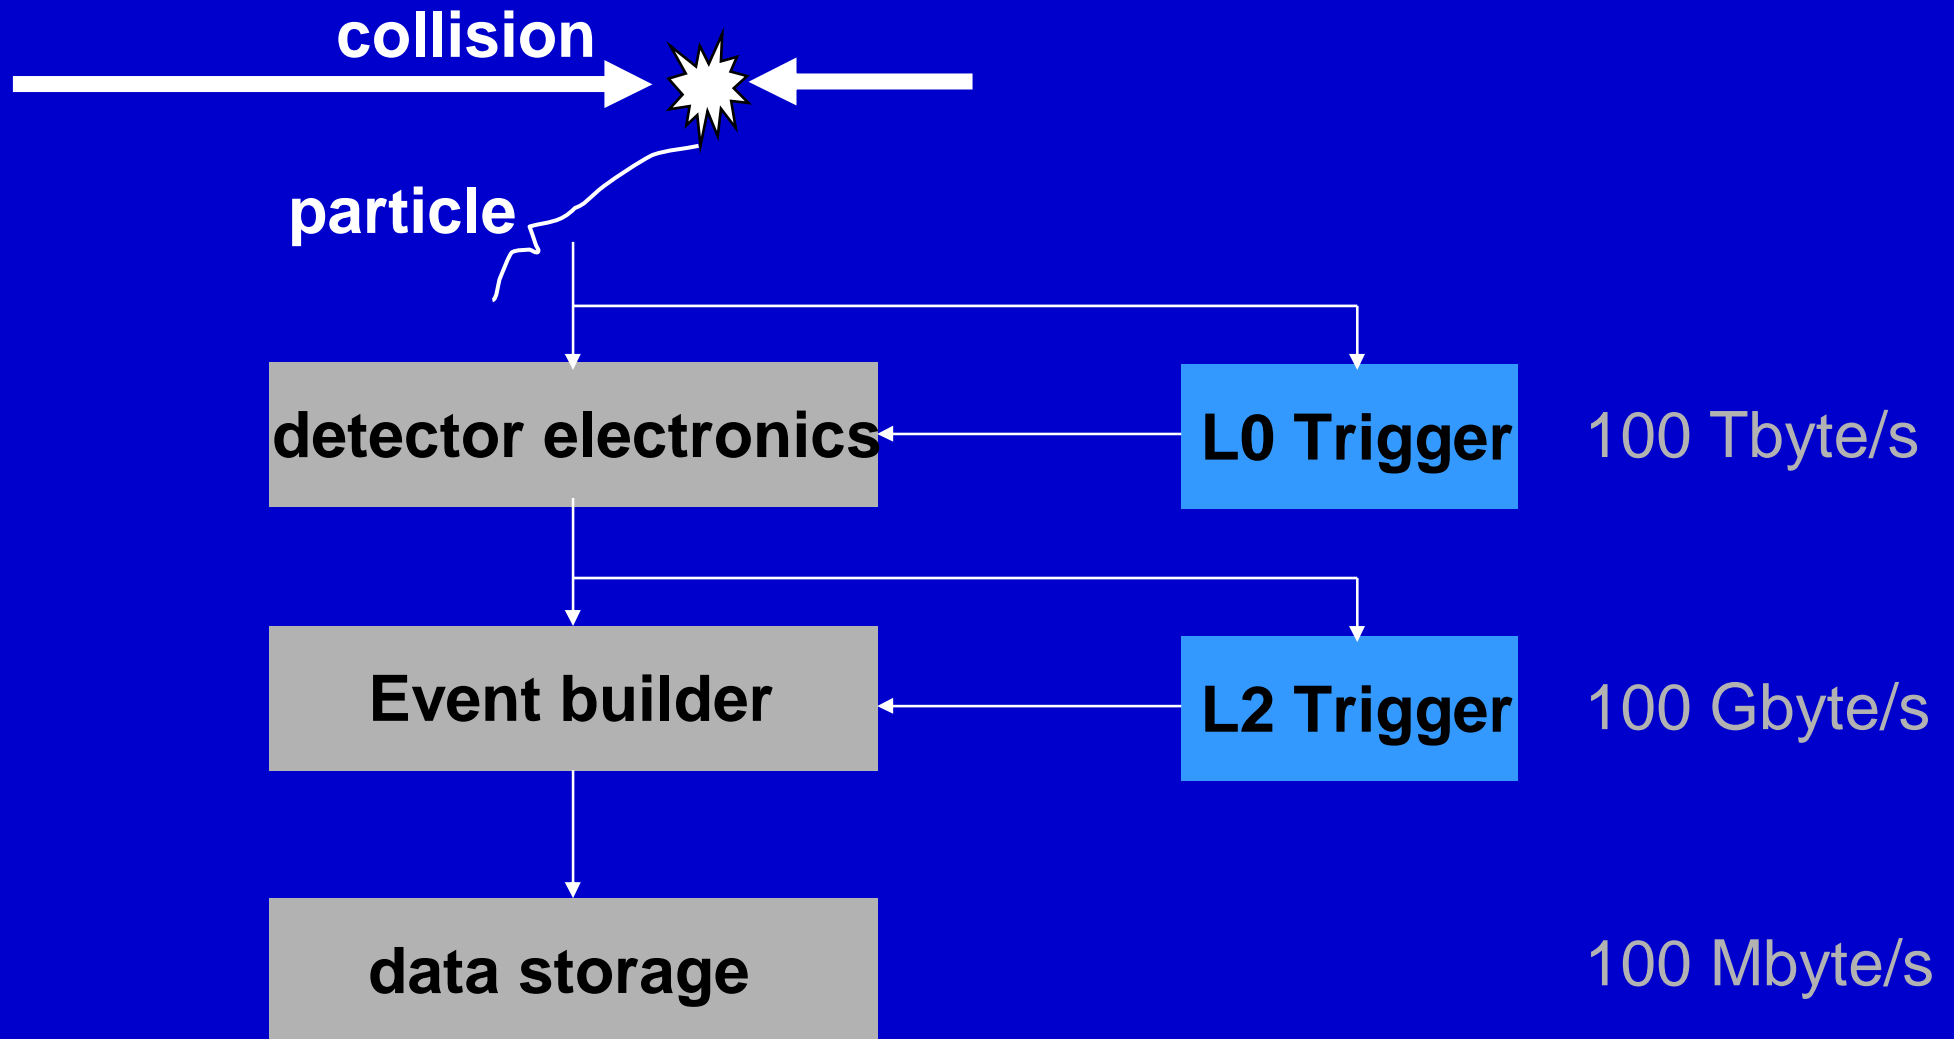 collision
particle
detector electronics
L0 Trigger
100 Tbyte/s
Event builder
L2 Trigger
100 Gbyte/s
data storage
100 Mbyte/s